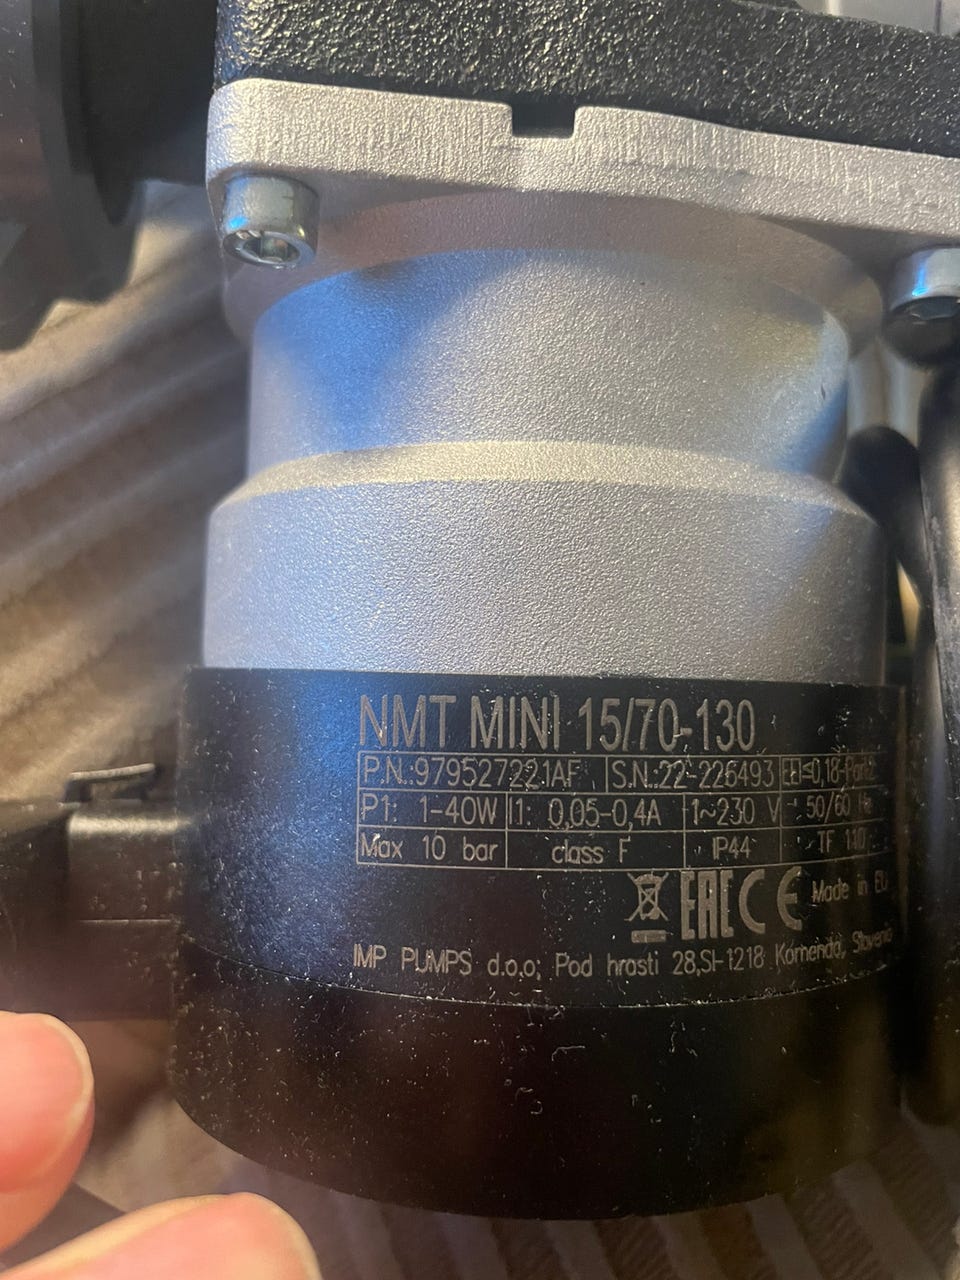 NMT MINI 15/70-130
P.N.:979527221AF S.N.:22-226493 EEI≤0,18-Part2
P1: 1-40W I1: 0,05-0,4A 1~230 V 50/60 Hz
Max 10 bar class F IP44 TF 110
EAC CE Made in EU
IMP PUMPS d.o.o; Pod hrasti 28,SI-1218 Komenda, Slovenia